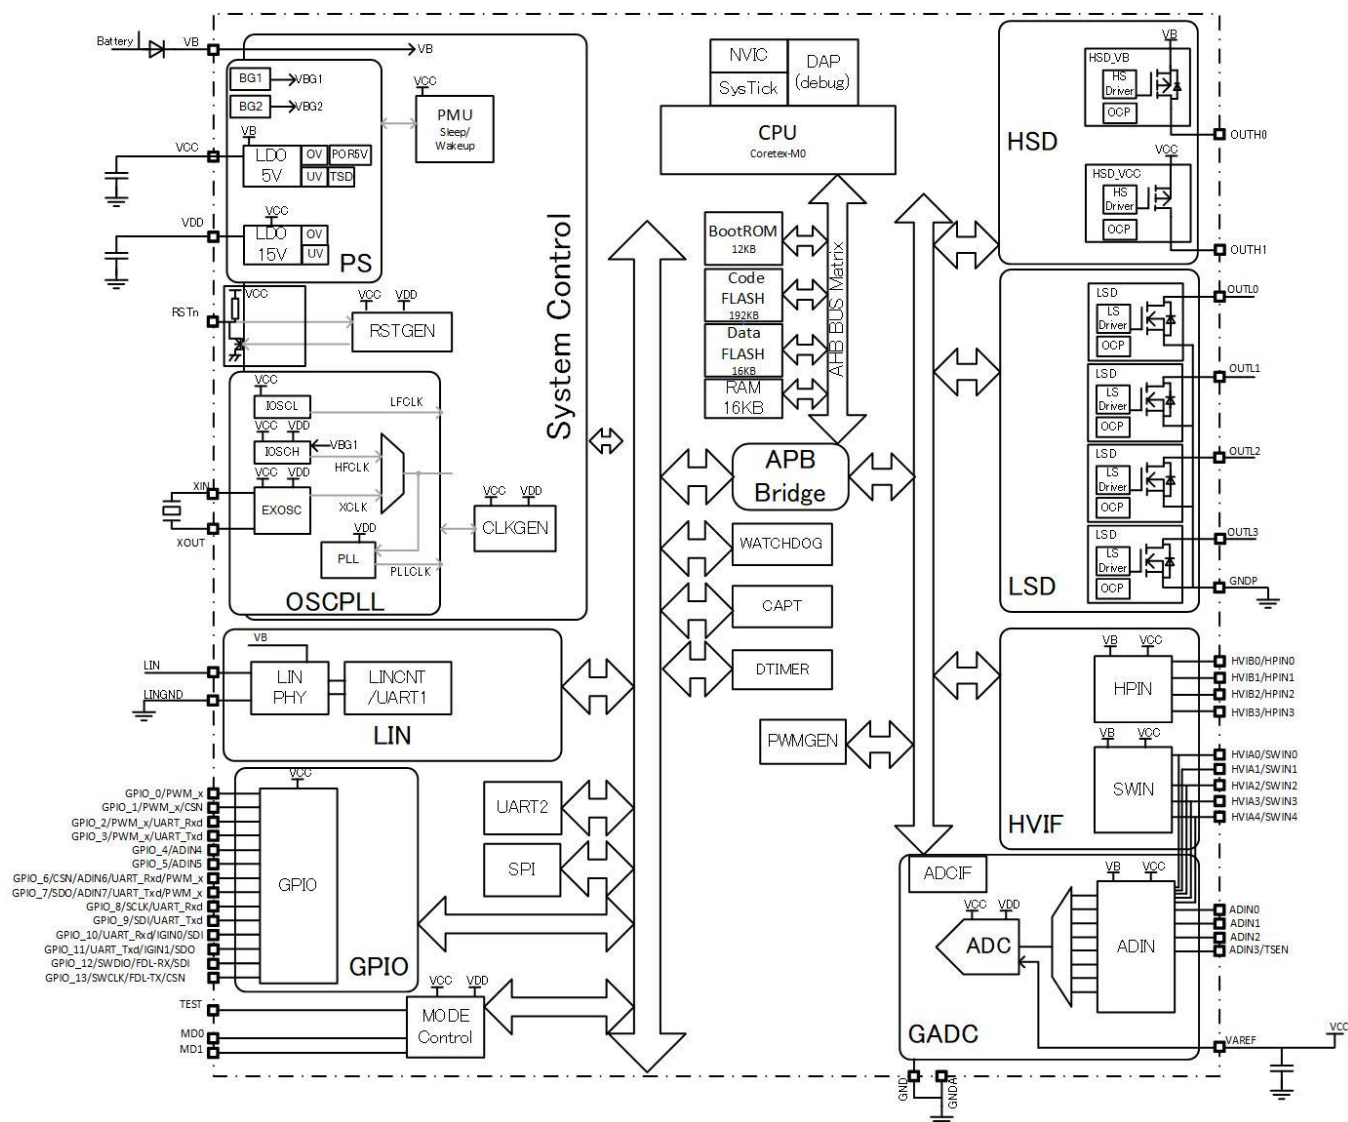 Battery
VB
VB
BG1
VBG1
BG2
VBG2
VCC
PMU
Sleep/
Wakeup
VB
VCC
LDO
5V
OV
POR5V
UV
TSD
VCC
VDD
LDO
15V
OV
UV
PS
System Control
VCC
RSTn
VCC
VDD
RSTGEN
VCC
IOSCL
LFCLK
VCC
VDD
IOSCH
VBG1
HFCLK
VCC
VDD
XIN
EXOSC
XCLK
XOUT
VDD
PLL
PLLCLK
VCC
VDD
CLKGEN
OSCPLL
VB
LIN
LINGND
LIN
PHY
LINCNT
/UART1
LIN
VCC
GPIO_0/PWM_x
GPIO_1/PWM_x/CSN
GPIO_2/PWM_x/UART_Rxd
GPIO_3/PWM_x/UART_Txd
GPIO_4/ADIN4
GPIO_5/ADIN5
GPIO_6/CSN/ADIN6/UART_Rxd/PWM_x
GPIO_7/SDO/ADIN7/UART_Txd/PWM_x
GPIO_8/SCLK/UART_Rxd
GPIO_9/SDI/UART_Txd
GPIO_10/UART_Rxd/IGIN0/SDI
GPIO_11/UART_Txd/IGIN1/SDO
GPIO_12/SWDIO/FDL-RX/SDI
GPIO_13/SWCLK/FDL-TX/CSN
GPIO
GPIO
TEST
MD0
MD1
VCC
VDD
MODE
Control
UART2
SPI
NVIC
SysTick
DAP
(debug)
CPU
Coretex-M0
BootROM
12KB
Code
FLASH
192KB
Data
FLASH
16KB
RAM
16KB
AHB BUS Matrix
APB
Bridge
WATCHDOG
CAPT
DTIMER
PWMGEN
HSD
VB
HSD_VB
HS
Driver
OCP
OUTH0
VCC
HSD_VCC
HS
Driver
OCP
OUTH1
LSD
LS
Driver
OCP
OUTL0
LSD
LS
Driver
OCP
OUTL1
LSD
LS
Driver
OCP
OUTL2
LSD
LS
Driver
OCP
OUTL3
GNDP
LSD
VB
VCC
HPIN
HVIB0/HPIN0
HVIB1/HPIN1
HVIB2/HPIN2
HVIB3/HPIN3
VB
VCC
SWIN
HVIA0/SWIN0
HVIA1/SWIN1
HVIA2/SWIN2
HVIA3/SWIN3
HVIA4/SWIN4
HVIF
ADCIF
VCC
VDD
ADC
VB
VCC
ADIN
ADIN0
ADIN1
ADIN2
ADIN3/TSEN
GADC
VAREF
VCC
GND
GNDA